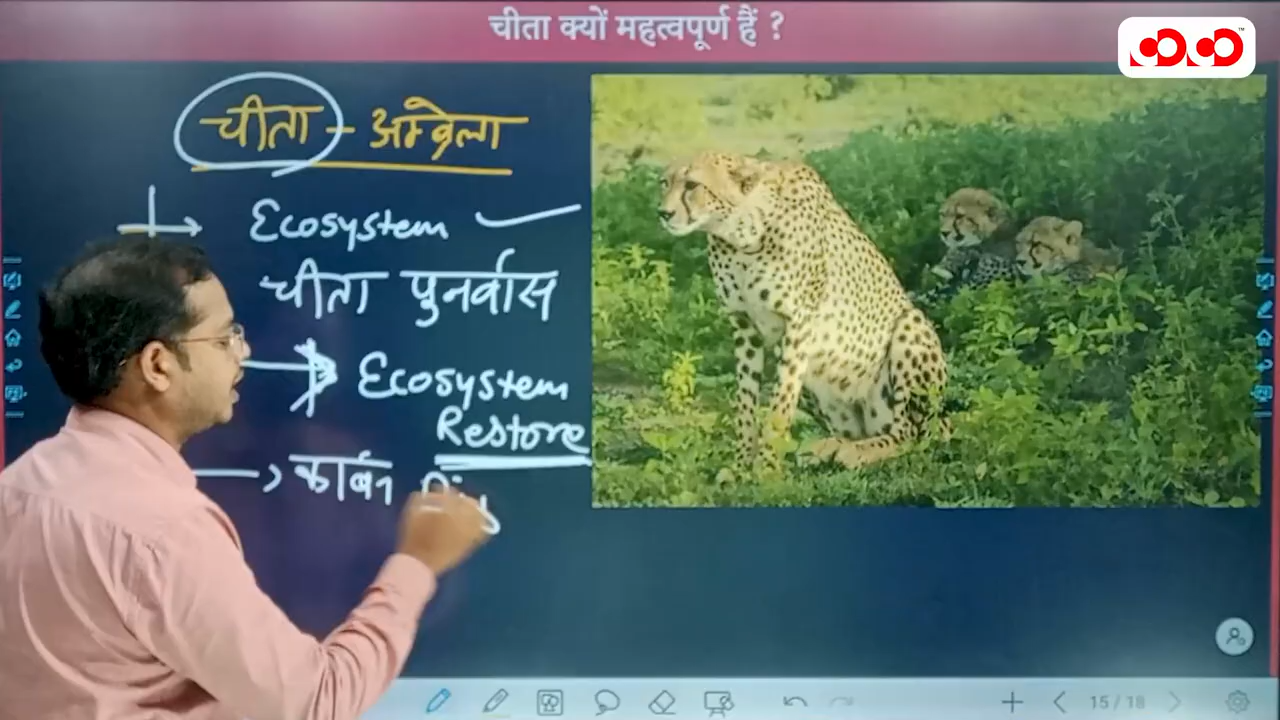 चीता क्यों महत्वपूर्ण हैं ?
चीता - अम्ब्रेला
Ecosystem
चीता पुनर्वास
Ecosystem
Restore
कार्बन
15 / 18